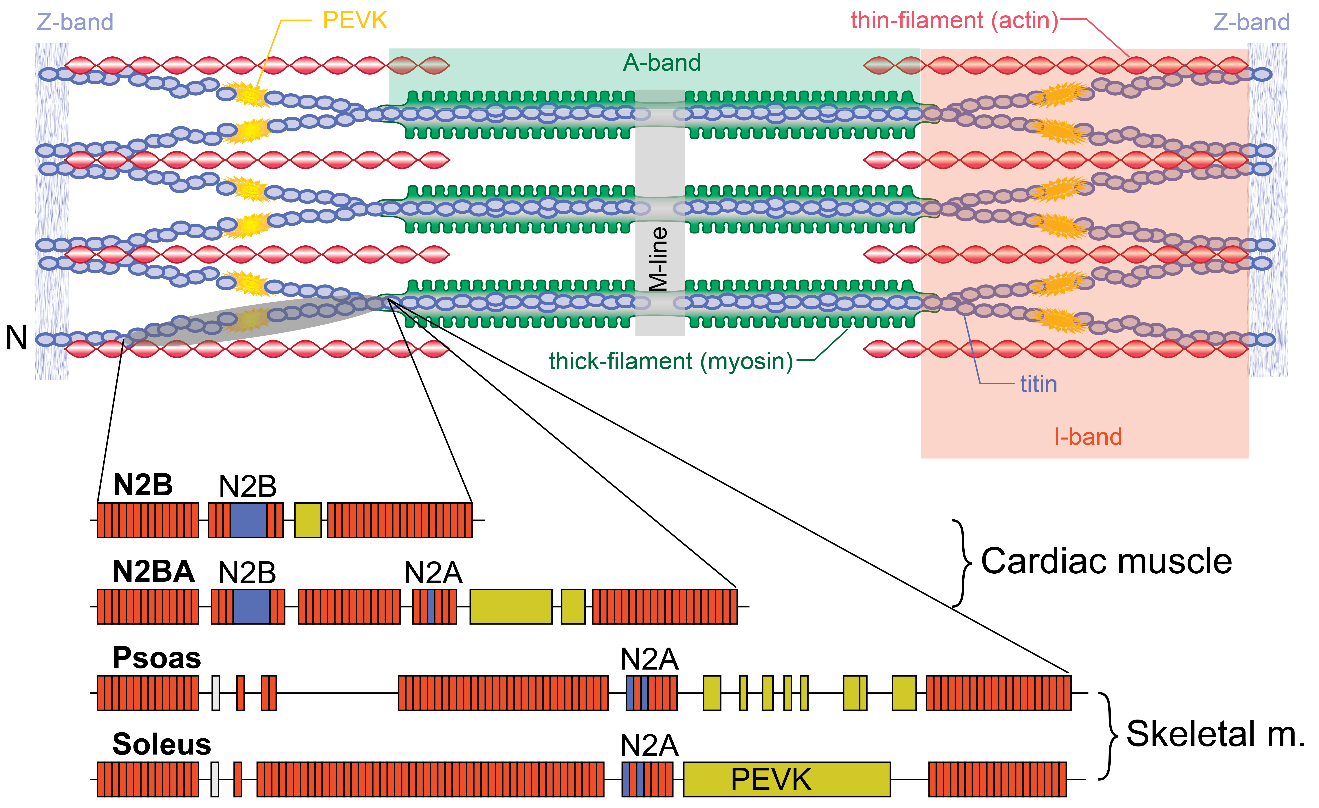 Z-band
PEVK
thin-filament (actin)
Z-band
A-band
M-line
N
thick-filament (myosin)
titin
I-band
N2B
N2B
N2BA
N2B
N2A
Cardiac muscle
Psoas
N2A
Soleus
N2A
PEVK
Skeletal m.